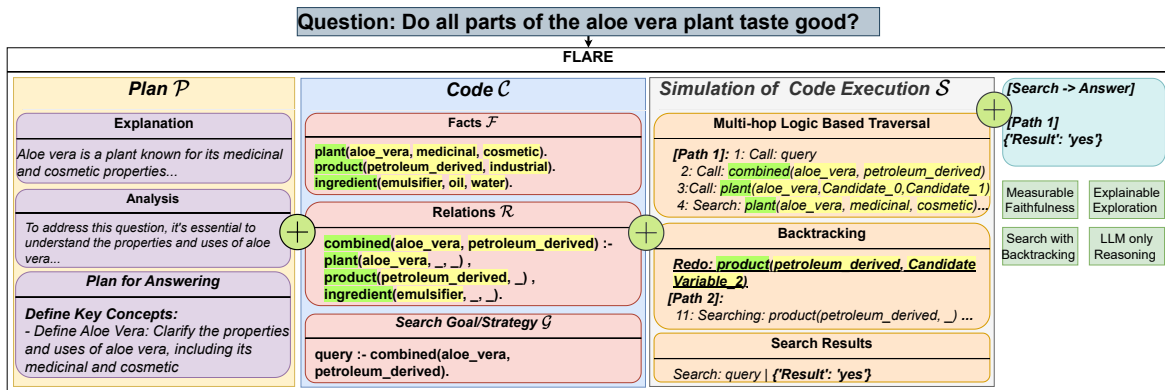 Question: Do all parts of the aloe vera plant taste good?
FLARE
Plan P
Explanation
Aloe vera is a plant known for its medicinal
and cosmetic properties...
Analysis
To address this question, it's essential to
understand the properties and uses of aloe
vera...
Plan for Answering
Define Key Concepts:
- Define Aloe Vera: Clarify the properties
and uses of aloe vera, including its
medicinal and cosmetic
+
Code C
Facts F
plant(aloe_vera, medicinal, cosmetic).
product(petroleum_derived, industrial).
ingredient(emulsifier, oil, water).
Relations R
combined(aloe_vera, petroleum_derived) :-
plant(aloe_vera, _, _) ,
product(petroleum_derived, _) ,
ingredient(emulsifier, _, _).
Search Goal/Strategy G
query :- combined(aloe_vera,
petroleum_derived).
+
Simulation of Code Execution S
Multi-hop Logic Based Traversal
[Path 1]: 1: Call: query
2: Call: combined(aloe_vera, petroleum_derived)
3:Call: plant(aloe_vera,Candidate_0,Candidate_1)
4: Search: plant(aloe_vera, medicinal, cosmetic)...
Backtracking
Redo: product(petroleum_derived, Candidate
Variable_2)
[Path 2]:
11: Searching: product(petroleum_derived, _) ...
Search Results
Search: query | {'Result': 'yes'}
+
[Search -> Answer]
[Path 1]
{'Result': 'yes'}
Measurable
Faithfulness
Explainable
Exploration
Search with
Backtracking
LLM only
Reasoning